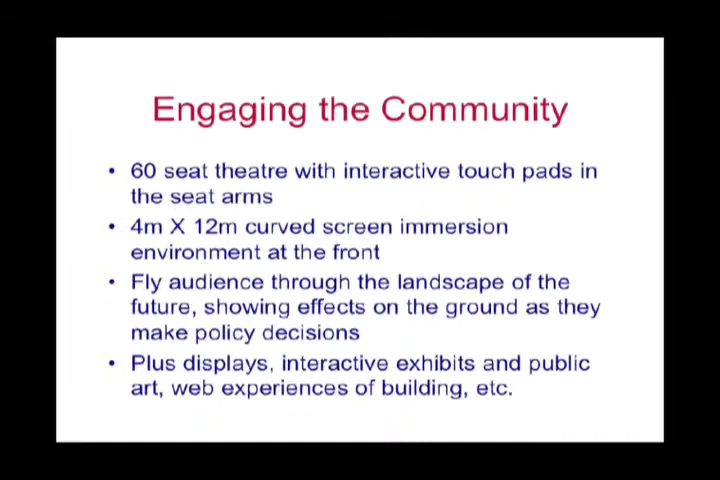 Engaging the Community
• 60 seat theatre with interactive touch pads in
the seat arms
• 4m X 12m curved screen immersion
environment at the front
• Fly audience through the landscape of the
future, showing effects on the ground as they
make policy decisions
• Plus displays, interactive exhibits and public
art, web experiences of building, etc.